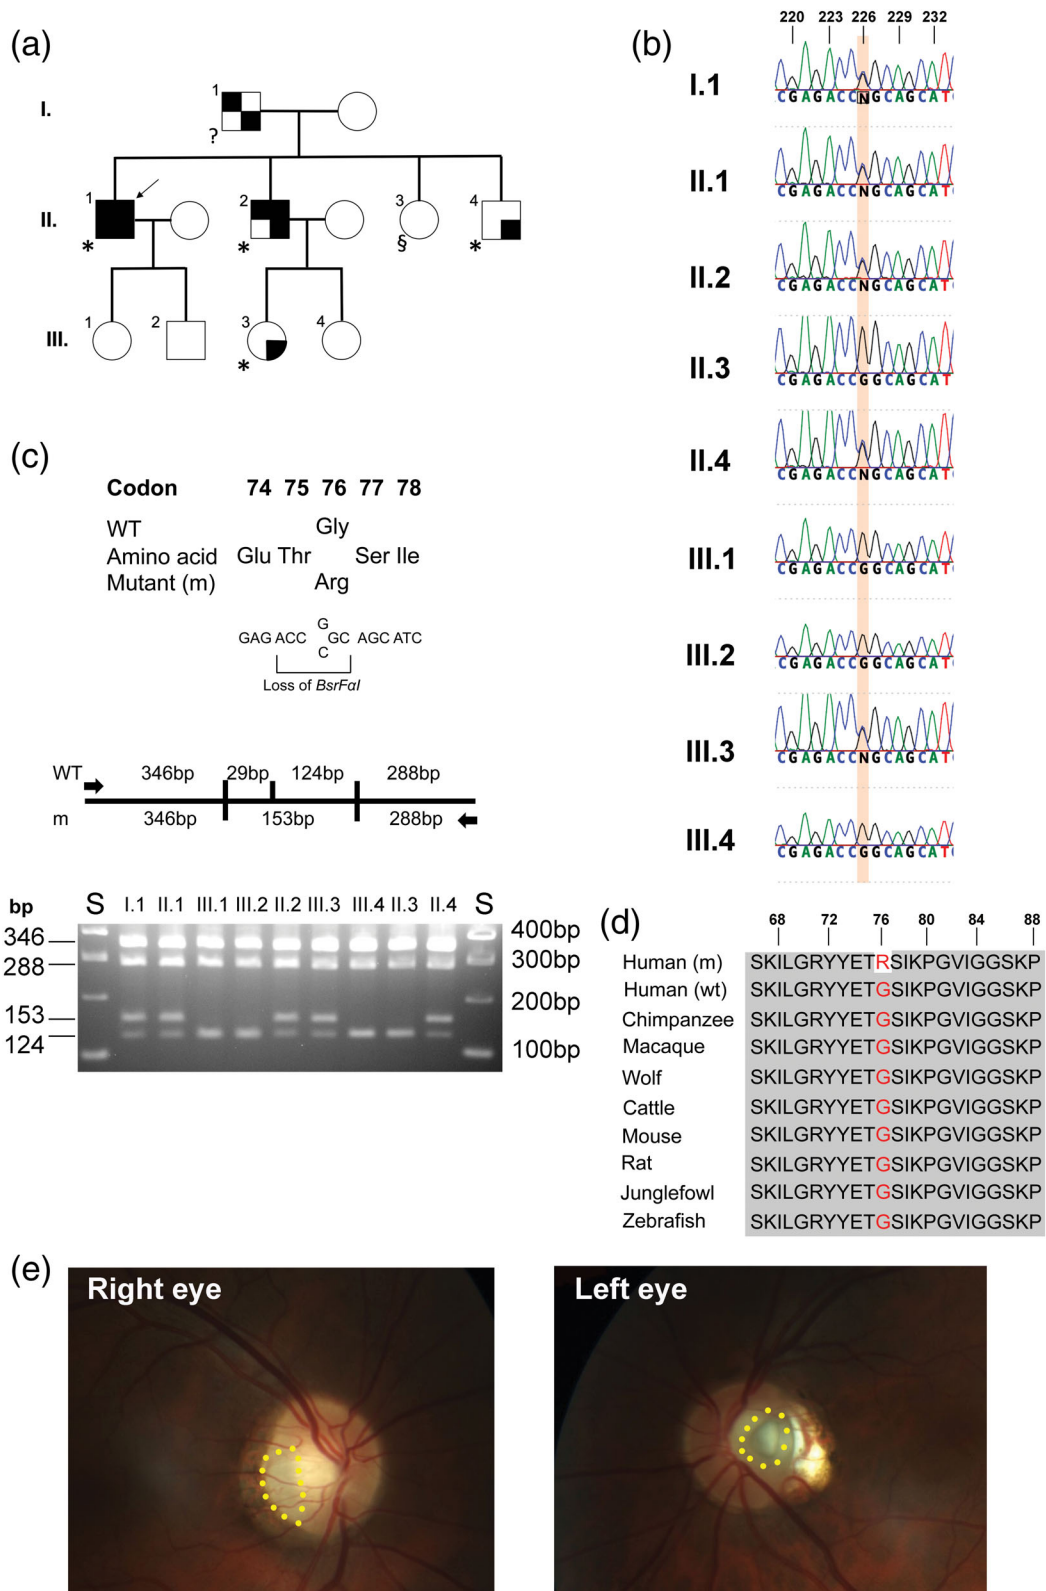 (a)
I.
1
?
II.
1
*
2
*
3
§
4
*
III.
1
2
3
*
4
(b)
220 223 226 229 232
I.1
CGAGACCNGCAGCAT
II.1
CGAGACCNGCAGCAT
II.2
CGAGACCNGCAGCAT
II.3
CGAGACCGGCAGCAT
II.4
CGAGACCNGCAGCAT
III.1
CGAGACCGGCAGCAT
III.2
CGAGACCGGCAGCAT
III.3
CGAGACCNGCAGCAT
III.4
CGAGACCGGCAGCAT
(c)
Codon 74 75 76 77 78
WT Gly
Amino acid Glu Thr Ser Ile
Mutant (m) Arg
G
GAG ACC GC AGC ATC
C
Loss of BsrFαI
WT 346bp 29bp 124bp 288bp
m 346bp 153bp 288bp
bp S I.1 II.1 III.1 III.2 II.2 III.3 III.4 II.3 II.4 S
346 400bp
288 300bp
153 200bp
124 100bp
(d)
68 72 76 80 84 88
Human (m) SKILGRYYETRSIKPGVIGGSKP
Human (wt) SKILGRYYETGSIKPGVIGGSKP
Chimpanzee SKILGRYYETGSIKPGVIGGSKP
Macaque SKILGRYYETGSIKPGVIGGSKP
Wolf SKILGRYYETGSIKPGVIGGSKP
Cattle SKILGRYYETGSIKPGVIGGSKP
Mouse SKILGRYYETGSIKPGVIGGSKP
Rat SKILGRYYETGSIKPGVIGGSKP
Junglefowl SKILGRYYETGSIKPGVIGGSKP
Zebrafish SKILGRYYETGSIKPGVIGGSKP
(e)
Right eye
Left eye